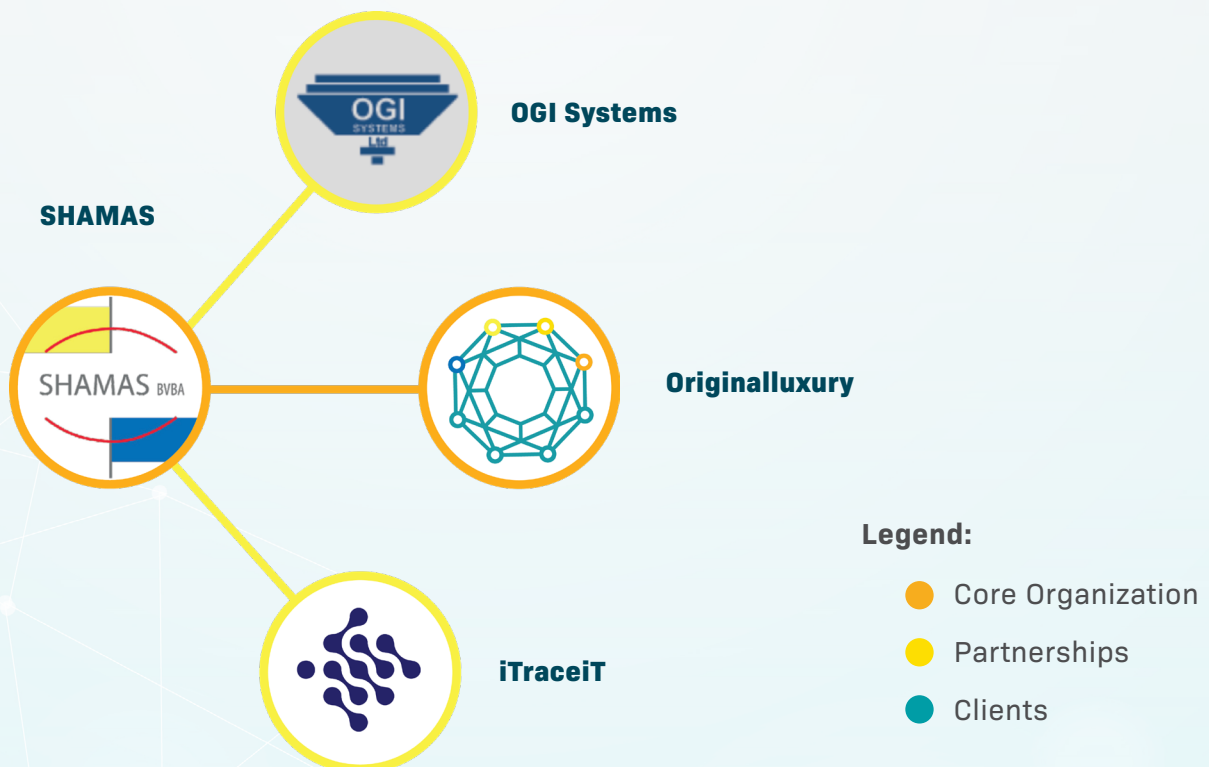 OGI
SYSTEMS
Ltd
OGI Systems
SHAMAS
SHAMAS BVBA
Originalluxury
iTraceiT
Legend:
Core Organization
Partnerships
Clients